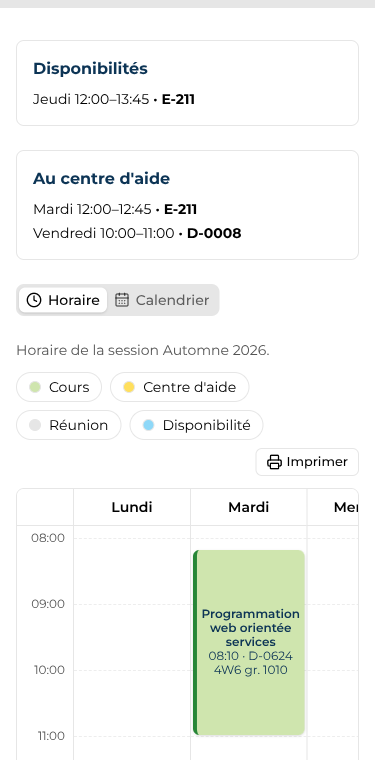 Disponibilités
Jeudi 12:00–13:45 • E-211
Au centre d'aide
Mardi 12:00–12:45 • E-211
Vendredi 10:00–11:00 • D-0008
Horaire Calendrier
Horaire de la session Automne 2026.
Cours Centre d'aide
Réunion Disponibilité
Imprimer
Lundi Mardi Mer
08:00
09:00
Programmation
web orientée
services
08:10 · D-0624
4W6 gr. 1010
10:00
11:00